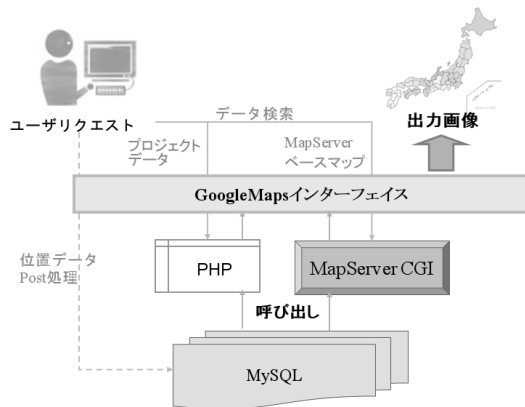 ユーザリクエスト
出力画像
データ検索
プロジェクト
データ
MapServer
ベースマップ
GoogleMapsインターフェイス
位置データ
Post処理
PHP
MapServer CGI
呼び出し
MySQL